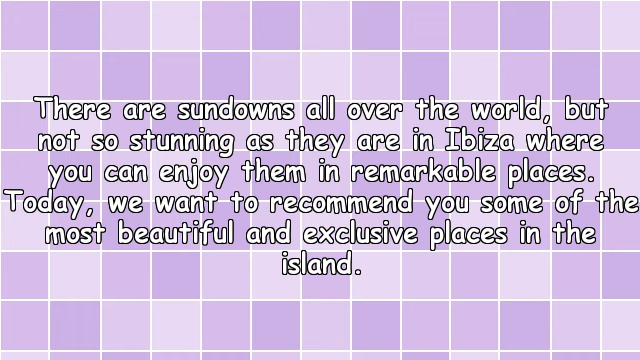 There are sundowns all over the world, but
not so stunning as they are in Ibiza where
you can enjoy them in remarkable places.
Today, we want to recommend you some of the
most beautiful and exclusive places in the
island.